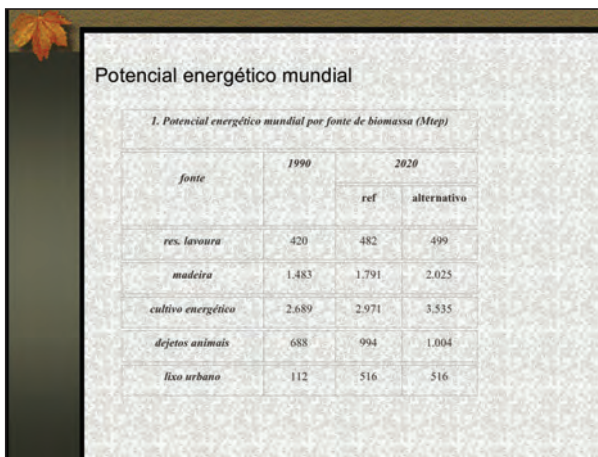 Potencial energético mundial
1. Potencial energético mundial por fonte de biomassa (Mtep)
fonte 1990 2020
ref alternativo
res. lavoura 420 482 499
madeira 1.483 1.791 2.025
cultivo energético 2.689 2.971 3.535
dejetos animais 688 994 1.004
lixo urbano 112 516 516